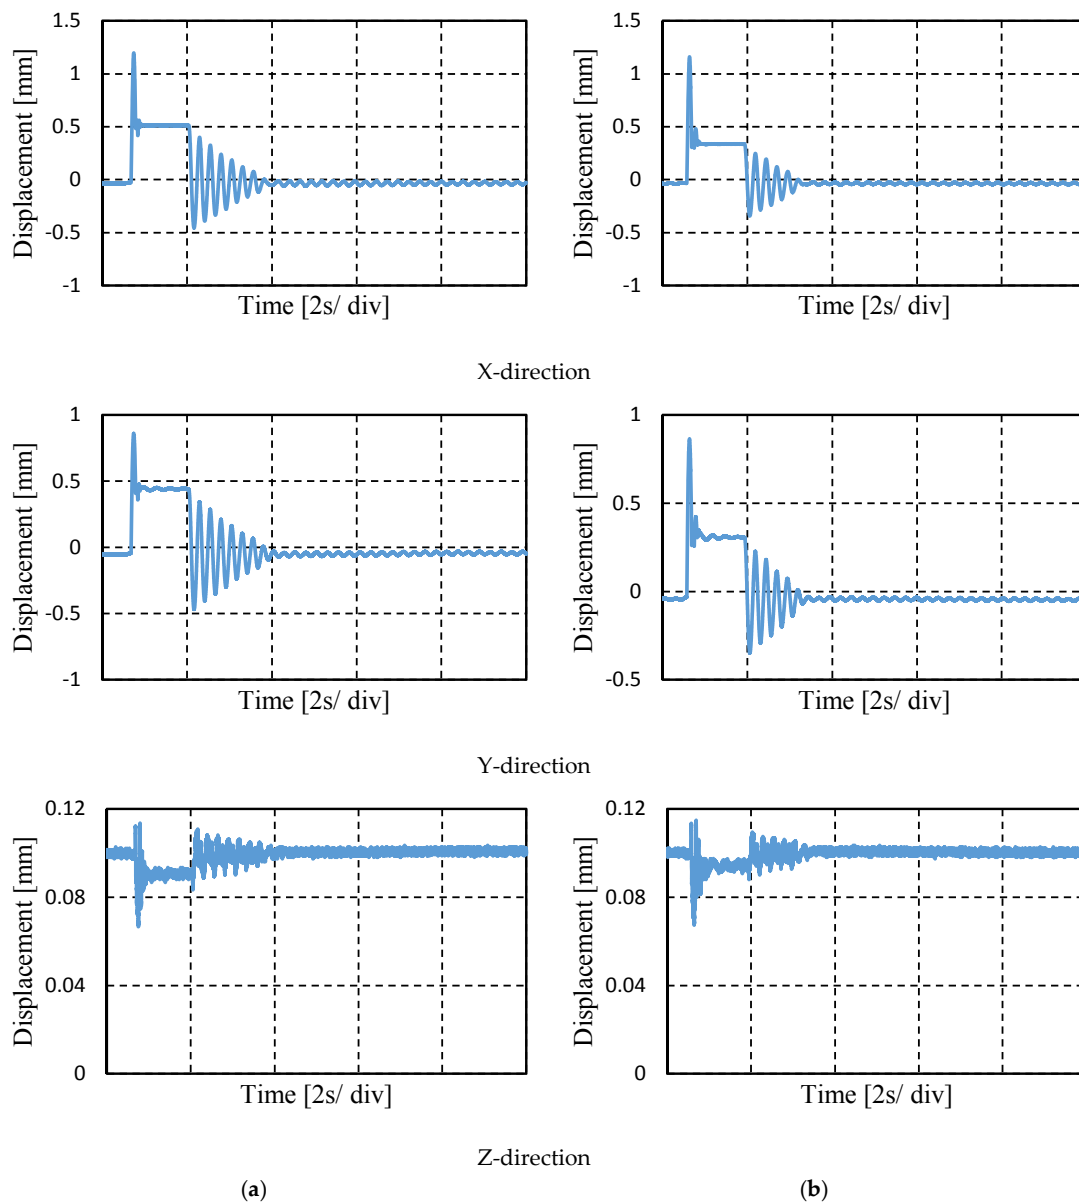 1.5
1
0.5
0
-0.5
-1
Displacement [mm]
Time [2s/ div]
1.5
1
0.5
0
-0.5
-1
Displacement [mm]
Time [2s/ div]
X-direction
1
0.5
0
-0.5
-1
Displacement [mm]
Time [2s/ div]
1
0.5
0
-0.5
Displacement [mm]
Time [2s/ div]
Y-direction
0.12
0.08
0.04
0
Displacement [mm]
Time [2s/ div]
0.12
0.08
0.04
0
Displacement [mm]
Time [2s/ div]
Z-direction
(a)
(b)